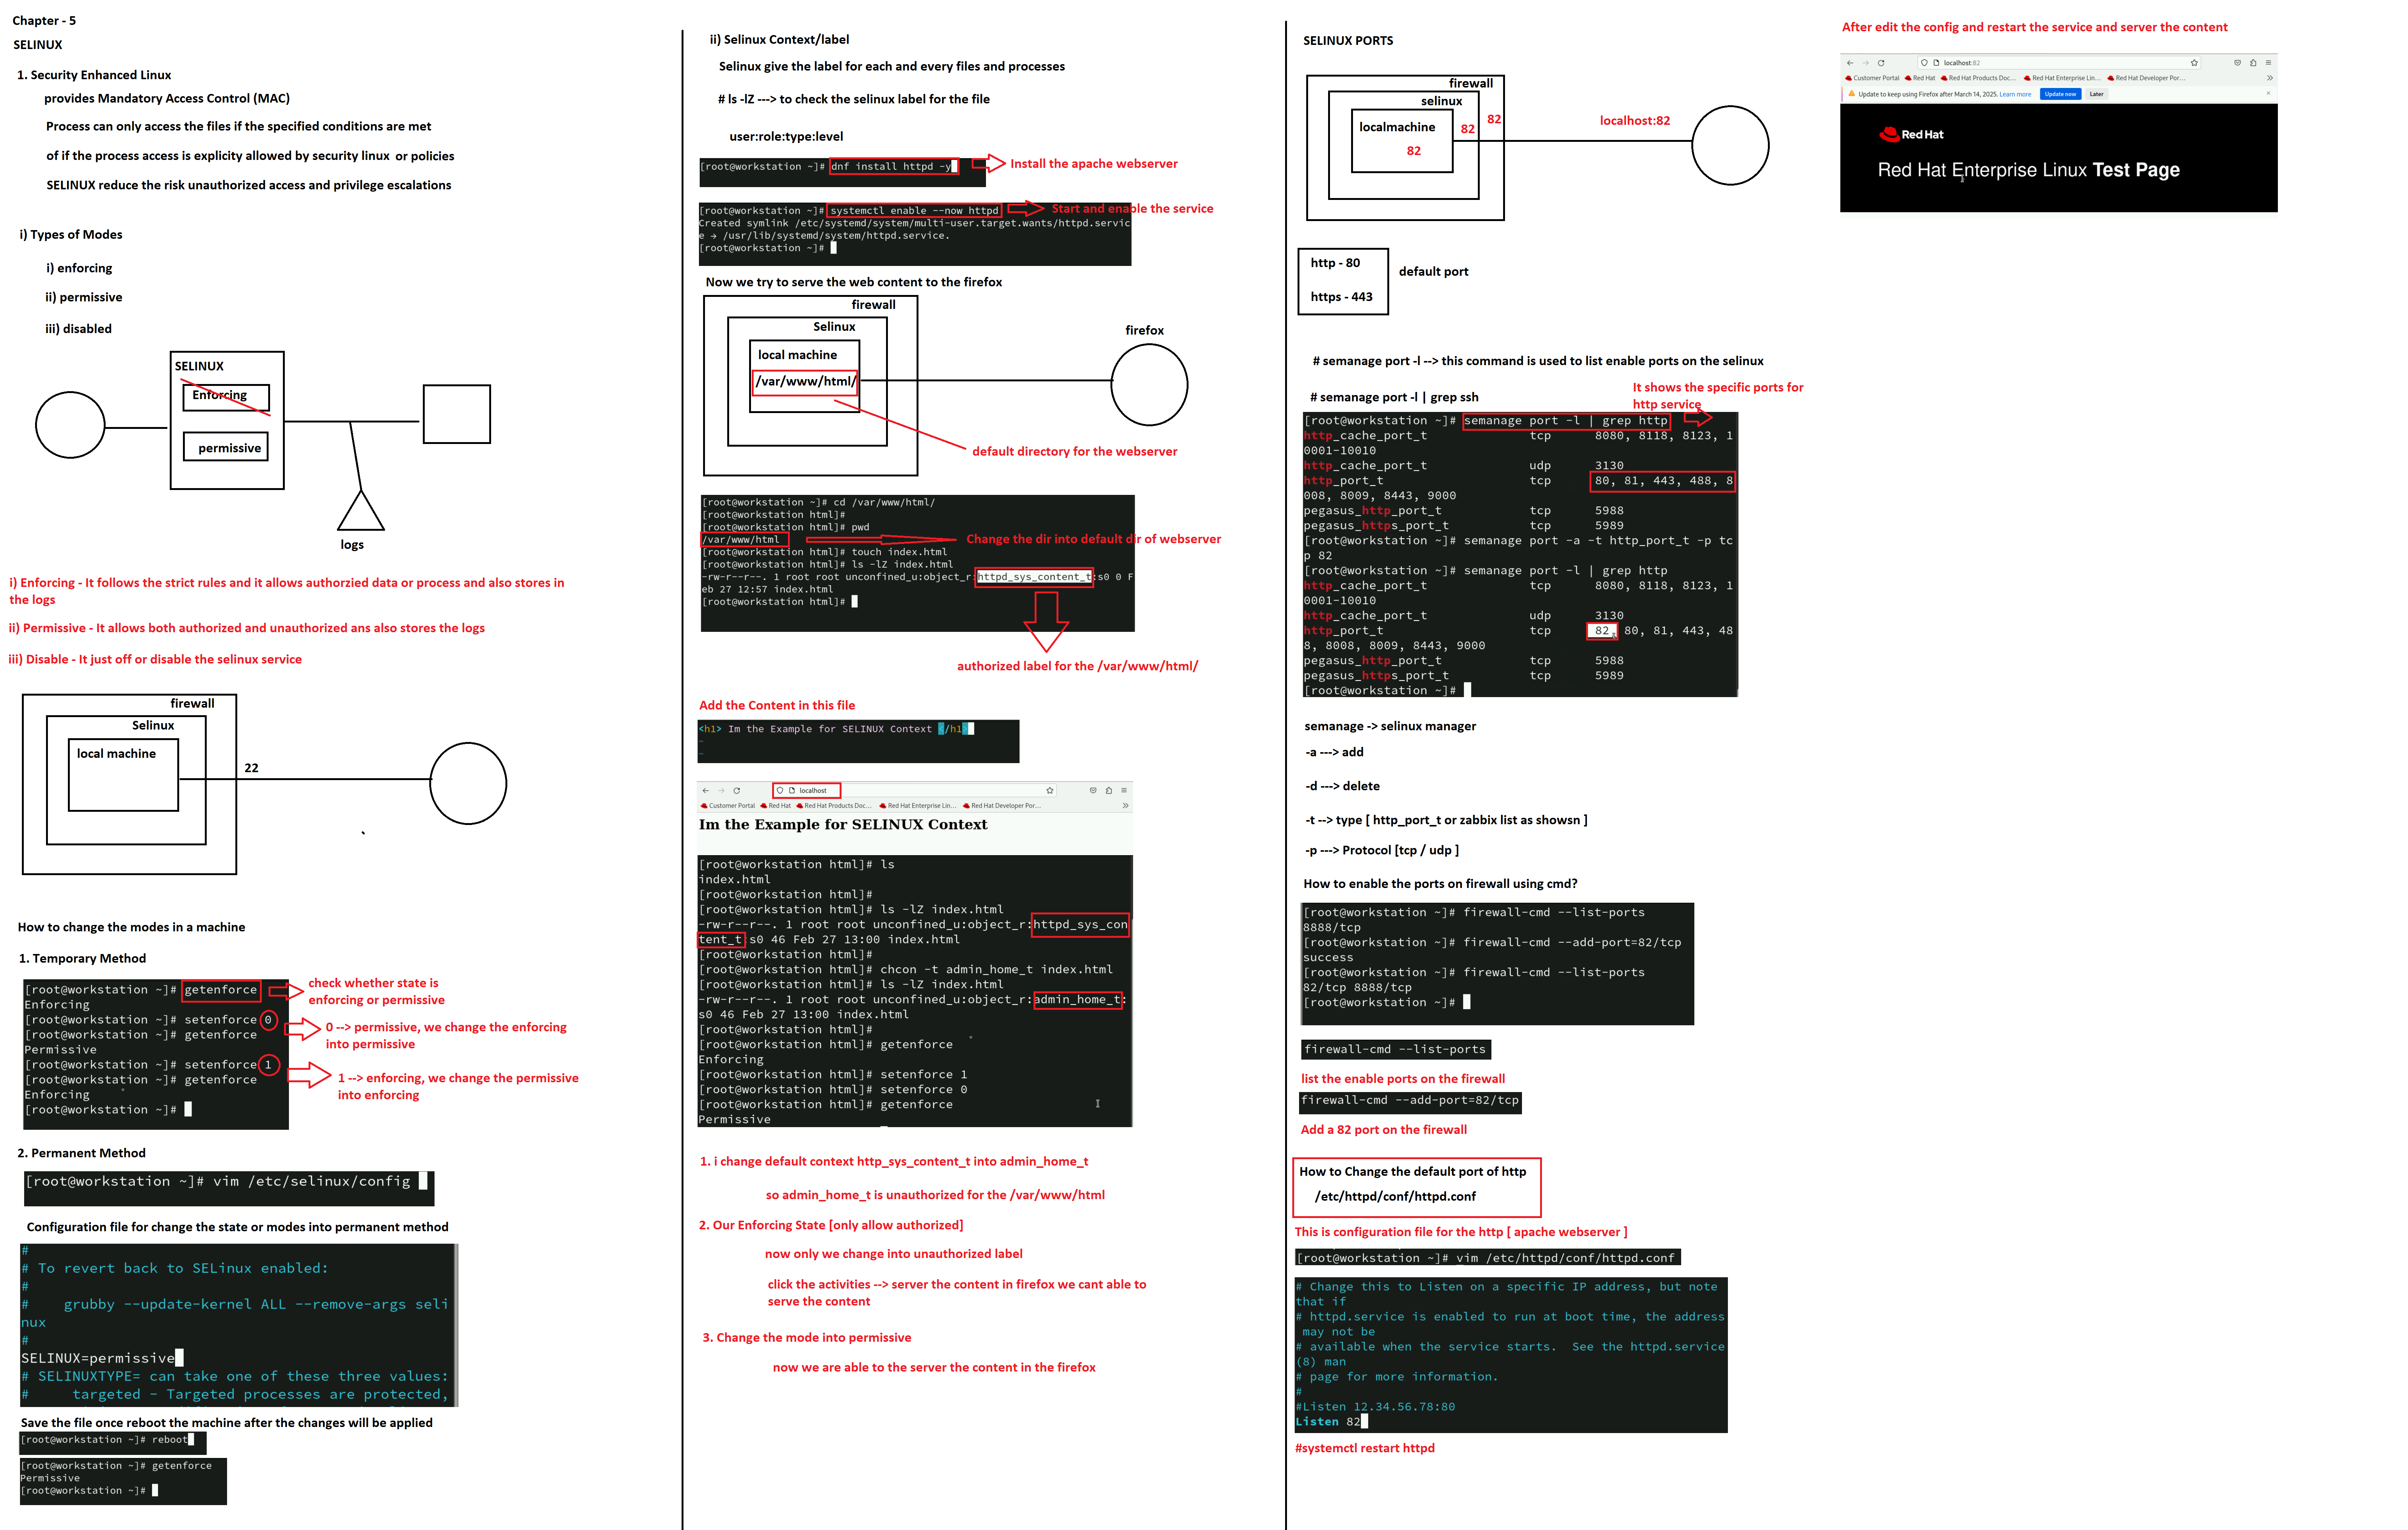 Chapter - 5
SELINUX
1. Security Enhanced Linux
provides Mandatory Access Control (MAC)
Process can only access the files if the specified conditions are met
of if the process access is explicity allowed by security linux or policies
SELINUX reduce the risk unauthorized access and privilege escalations
i) Types of Modes
i) enforcing
ii) permissive
iii) disabled
SELINUX
Enforcing
permissive
logs
i) Enforcing - It follows the strict rules and it allows authorzied data or process and also stores in
the logs
ii) Permissive - It allows both authorized and unauthorized ans also stores the logs
iii) Disable - It just off or disable the selinux service
firewall
Selinux
local machine
22
How to change the modes in a machine
1. Temporary Method
[root@workstation ~]# getenforce
Enforcing
[root@workstation ~]# setenforce 0
[root@workstation ~]# getenforce
Permissive
[root@workstation ~]# setenforce 1
[root@workstation ~]# getenforce
Enforcing
[root@workstation ~]#
check whether state is
enforcing or permissive
0 --> permissive, we change the enforcing
into permissive
1 --> enforcing, we change the permissive
into enforcing
2. Permanent Method
[root@workstation ~]# vim /etc/selinux/config
Configuration file for change the state or modes into permanent method
#
# To revert back to SELinux enabled:
#
#    grubby --update-kernel ALL --remove-args seli
nux
#
SELINUX=permissive
# SELINUXTYPE= can take one of these three values:
#     targeted - Targeted processes are protected,
Save the file once reboot the machine after the changes will be applied
[root@workstation ~]# reboot
[root@workstation ~]# getenforce
Permissive
[root@workstation ~]#
ii) Selinux Context/label
Selinux give the label for each and every files and processes
# ls -lZ ---> to check the selinux label for the file
user:role:type:level
[root@workstation ~]# dnf install httpd -y
Install the apache webserver
[root@workstation ~]# systemctl enable --now httpd
Start and enable the service
Created symlink /etc/systemd/system/multi-user.target.wants/httpd.servic
e → /usr/lib/systemd/system/httpd.service.
[root@workstation ~]#
Now we try to serve the web content to the firefox
firewall
Selinux
local machine
/var/www/html/
firefox
default directory for the webserver
[root@workstation ~]# cd /var/www/html/
[root@workstation html]#
[root@workstation html]# pwd
/var/www/html
Change the dir into default dir of webserver
[root@workstation html]# touch index.html
[root@workstation html]# ls -lZ index.html
-rw-r--r--. 1 root root unconfined_u:object_r:httpd_sys_content_t:s0 0 F
eb 27 12:57 index.html
[root@workstation html]#
authorized label for the /var/www/html/
Add the Content in this file
<h1> Im the Example for SELINUX Context </h1>
~
~
localhost
Customer Portal Red Hat Red Hat Products Doc... Red Hat Enterprise Lin... Red Hat Developer Por...
Im the Example for SELINUX Context
[root@workstation html]# ls
index.html
[root@workstation html]#
[root@workstation html]# ls -lZ index.html
-rw-r--r--. 1 root root unconfined_u:object_r:httpd_sys_con
tent_t:s0 46 Feb 27 13:00 index.html
[root@workstation html]#
[root@workstation html]# chcon -t admin_home_t index.html
[root@workstation html]# ls -lZ index.html
-rw-r--r--. 1 root root unconfined_u:object_r:admin_home_t:
s0 46 Feb 27 13:00 index.html
[root@workstation html]#
[root@workstation html]# getenforce
Enforcing
[root@workstation html]# setenforce 1
[root@workstation html]# setenforce 0
[root@workstation html]# getenforce
Permissive
1. i change default context http_sys_content_t into admin_home_t
so admin_home_t is unauthorized for the /var/www/html
2. Our Enforcing State [only allow authorized]
now only we change into unauthorized label
click the activities --> server the content in firefox we cant able to
serve the content
3. Change the mode into permissive
now we are able to the server the content in the firefox
SELINUX PORTS
firewall
selinux
localmachine
82
82
82
localhost:82
http - 80
https - 443
default port
# semanage port -l --> this command is used to list enable ports on the selinux
# semanage port -l | grep ssh
It shows the specific ports for
http service
[root@workstation ~]# semanage port -l | grep http
http_cache_port_t tcp 8080, 8118, 8123, 1
0001-10010
http_cache_port_t udp 3130
http_port_t tcp 80, 81, 443, 488, 8
008, 8009, 8443, 9000
pegasus_http_port_t tcp 5988
pegasus_https_port_t tcp 5989
[root@workstation ~]# semanage port -a -t http_port_t -p tc
p 82
[root@workstation ~]# semanage port -l | grep http
http_cache_port_t tcp 8080, 8118, 8123, 1
0001-10010
http_cache_port_t udp 3130
http_port_t tcp 82, 80, 81, 443, 48
8, 8008, 8009, 8443, 9000
pegasus_http_port_t tcp 5988
pegasus_https_port_t tcp 5989
[root@workstation ~]#
semanage -> selinux manager
-a ---> add
-d ---> delete
-t --> type [ http_port_t or zabbix list as showsn ]
-p ---> Protocol [tcp / udp ]
How to enable the ports on firewall using cmd?
[root@workstation ~]# firewall-cmd --list-ports
8888/tcp
[root@workstation ~]# firewall-cmd --add-port=82/tcp
success
[root@workstation ~]# firewall-cmd --list-ports
82/tcp 8888/tcp
[root@workstation ~]#
firewall-cmd --list-ports
list the enable ports on the firewall
firewall-cmd --add-port=82/tcp
Add a 82 port on the firewall
How to Change the default port of http
/etc/httpd/conf/httpd.conf
This is configuration file for the http [ apache webserver ]
[root@workstation ~]# vim /etc/httpd/conf/httpd.conf
# Change this to Listen on a specific IP address, but note
that if
# httpd.service is enabled to run at boot time, the address
may not be
# available when the service starts.  See the httpd.service
(8) man
# page for more information.
#
#Listen 12.34.56.78:80
Listen 82
#systemctl restart httpd
After edit the config and restart the service and server the content
localhost:82
Customer Portal Red Hat Red Hat Products Doc... Red Hat Enterprise Lin... Red Hat Developer Por...
Update to keep using Firefox after March 14, 2025. Learn more Update now Later
Red Hat
Red Hat Enterprise Linux Test Page